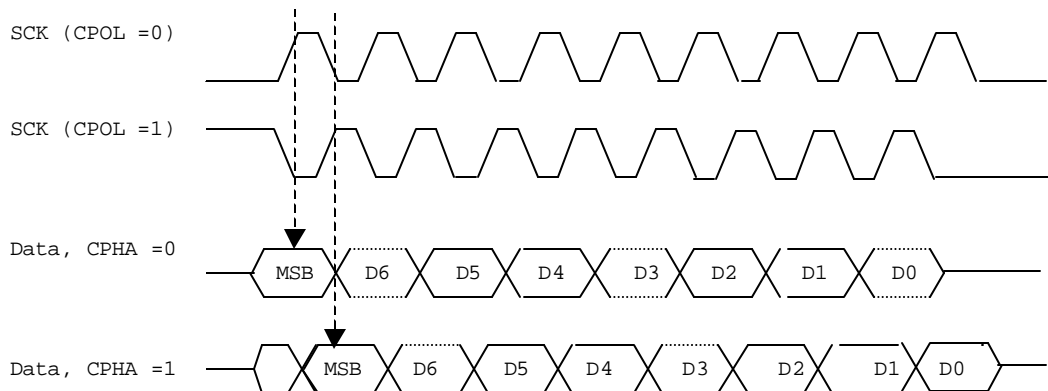 SCK (CPOL =0)
SCK (CPOL =1)
Data, CPHA =0
MSB D6 D5 D4 D3 D2 D1 D0
Data, CPHA =1
MSB D6 D5 D4 D3 D2 D1 D0